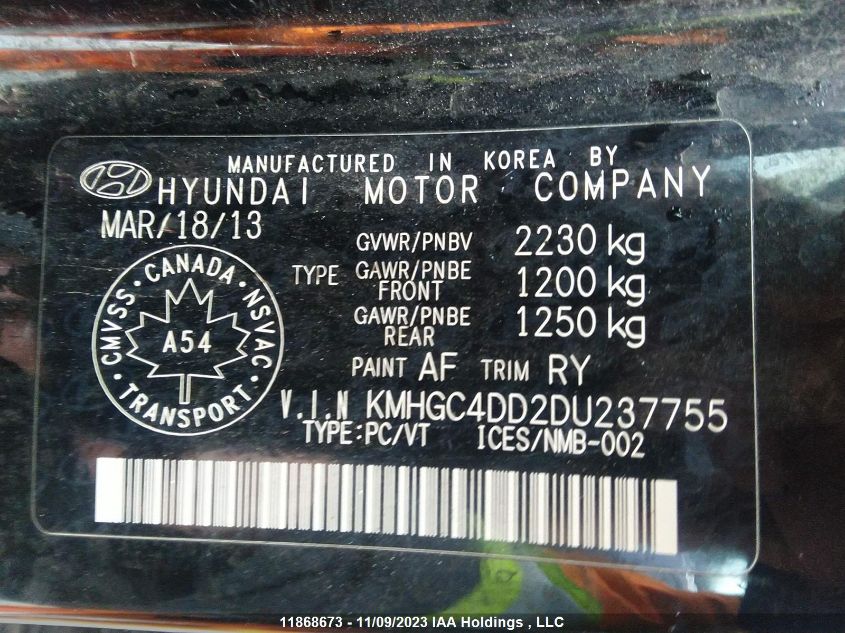 MANUFACTURED IN KOREA BY
HYUNDAI MOTOR COMPANY
MAR/18/13
GVWR/PNBV 2230 kg
TYPE GAWR/PNBE FRONT 1200 kg
GAWR/PNBE REAR 1250 kg
PAINT AF TRIM RY
CANADA · NSVAC · TRANSPORT · CMVSS ·
A54
V.I.N KMHGC4DD2DU237755
TYPE:PC/VT ICES/NMB-002
11868673 - 11/09/2023 IAA Holdings , LLC